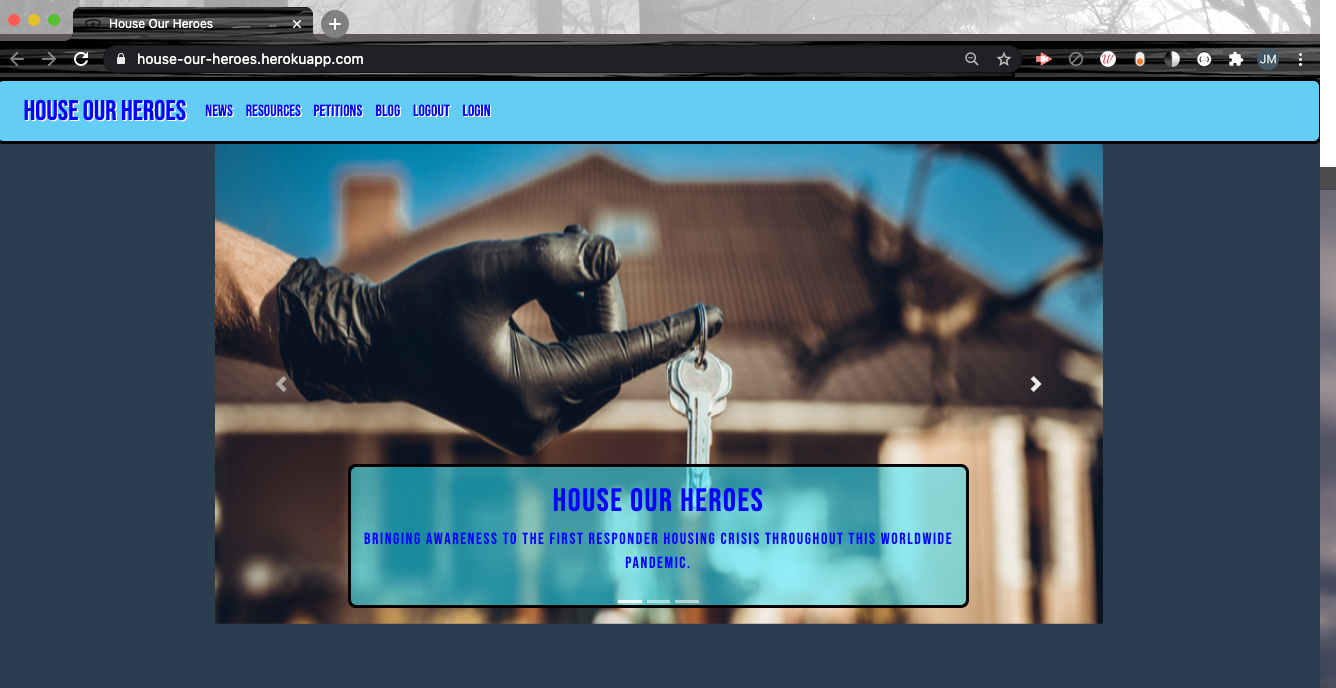 House Our Heroes
house-our-heroes.herokuapp.com
JM
HOUSE OUR HEROES NEWS RESOURCES PETITIONS BLOG LOGOUT LOGIN
HOUSE OUR HEROES
BRINGING AWARENESS TO THE FIRST RESPONDER HOUSING CRISIS THROUGHOUT THIS WORLDWIDE
PANDEMIC.